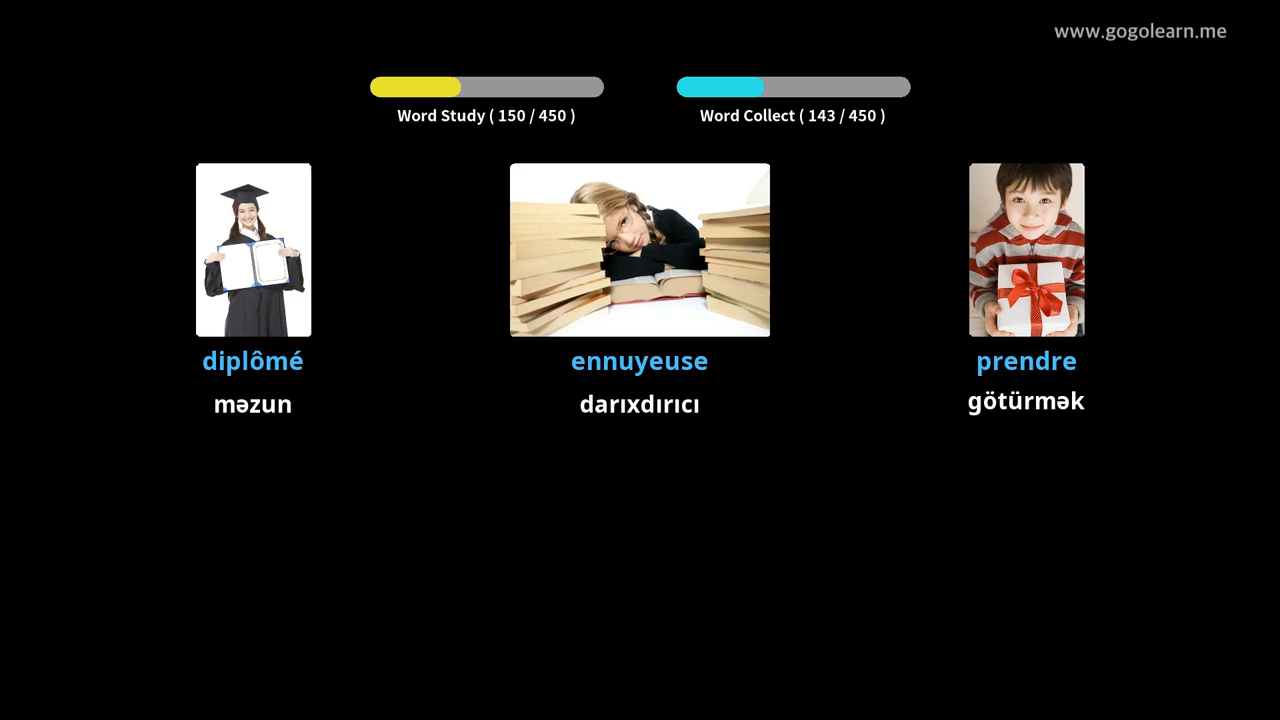 www.gogolearn.me
Word Study ( 150 / 450 )
Word Collect ( 143 / 450 )
diplômé
ennuyeuse
prendre
məzun
darıxdırıcı
götürmək